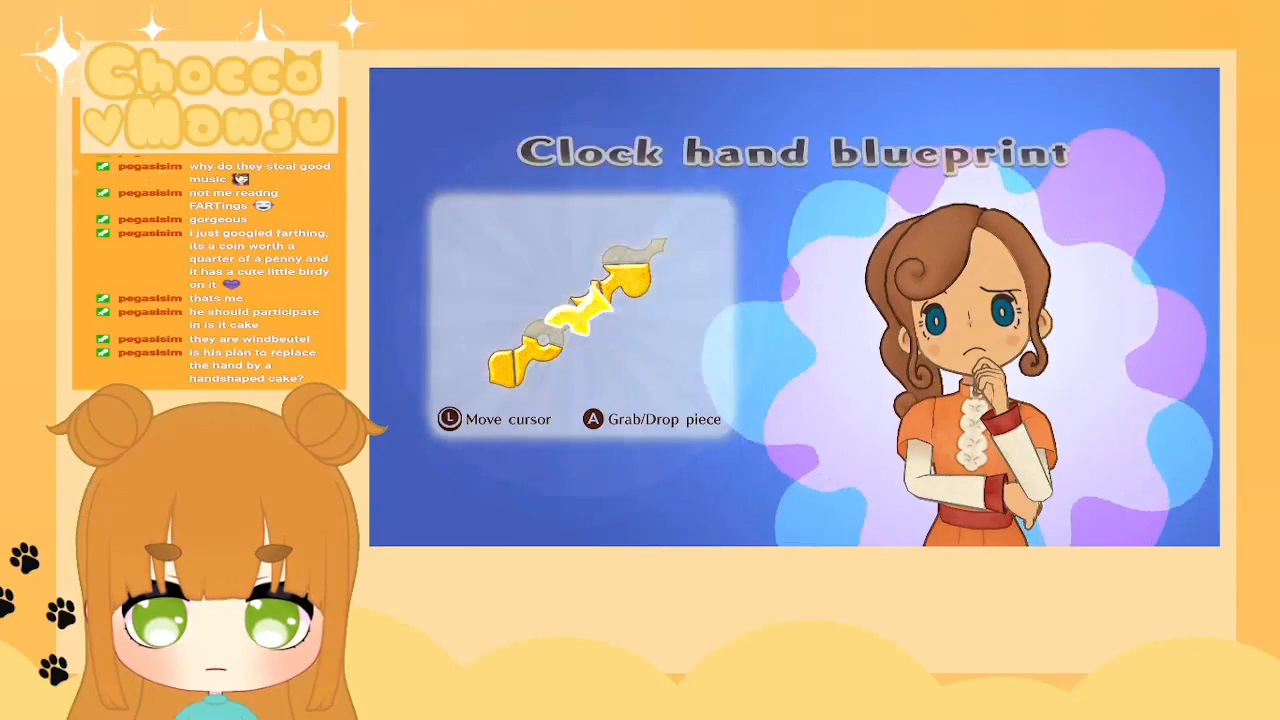 Chocco
Manju
pegasisim why do they steal good
music
pegasisim not me readng
FARTings
pegasisim gorgeous
pegasisim i just googled farthing,
its a coin worth a
quarter of a penny and
it has a cute little birdy
on it
pegasisim thats me
pegasisim he should participate
in is it cake
pegasisim they are windbeutel
pegasisim is his plan to replace
the hand by a
handshaped cake?
Clock hand blueprint
L Move cursor A Grab/Drop piece